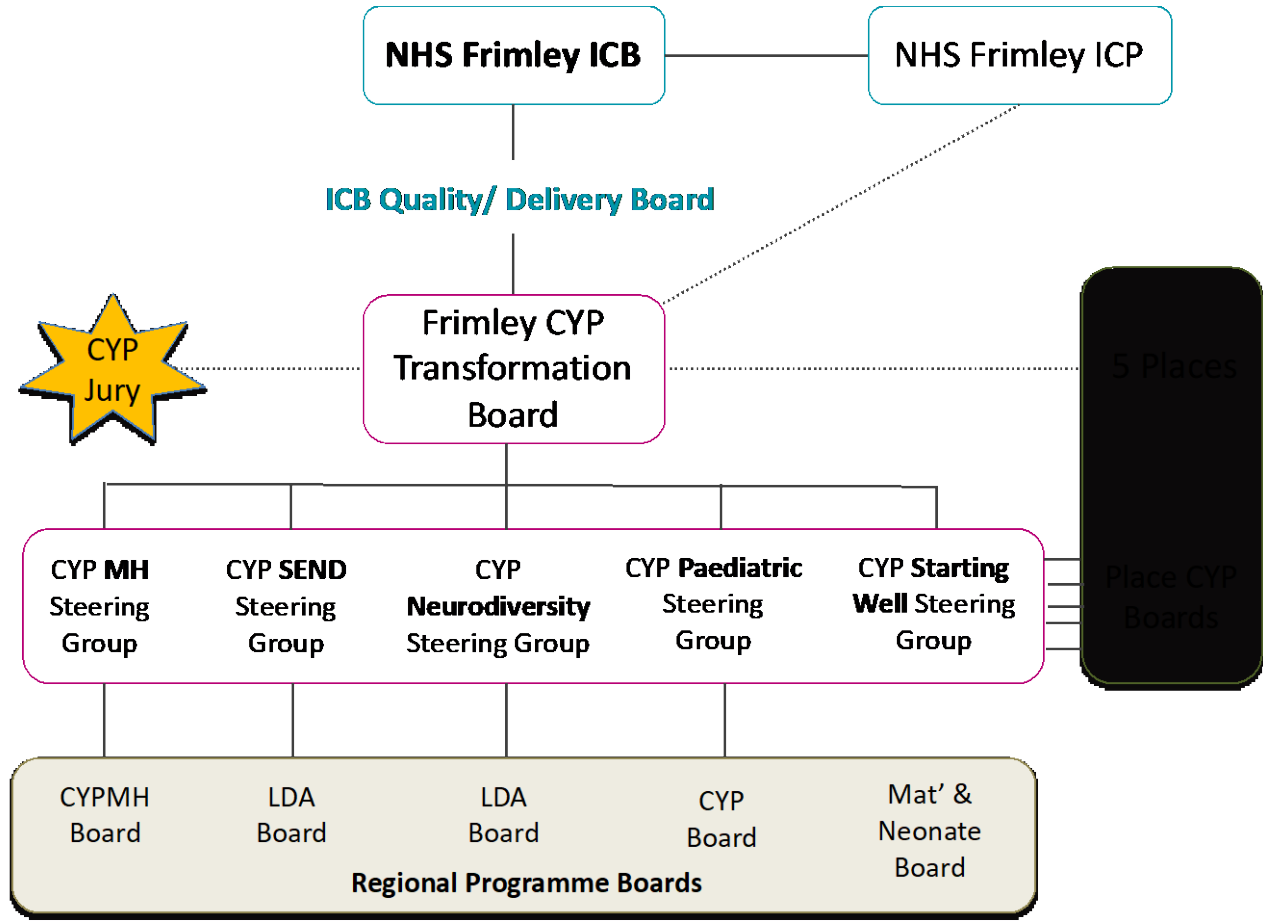 NHS Frimley ICB
NHS Frimley ICP
ICB Quality/ Delivery Board
CYP
Jury
Frimley CYP
Transformation
Board
5 Places
CYP MH
Steering
Group
CYP SEND
Steering
Group
CYP
Neurodiversity
Steering Group
CYP Paediatric
Steering
Group
CYP Starting
Well Steering
Group
Place CYP
Boards
CYPMH
Board
LDA
Board
LDA
Board
CYP
Board
Mat’ &
Neonate
Board
Regional Programme Boards